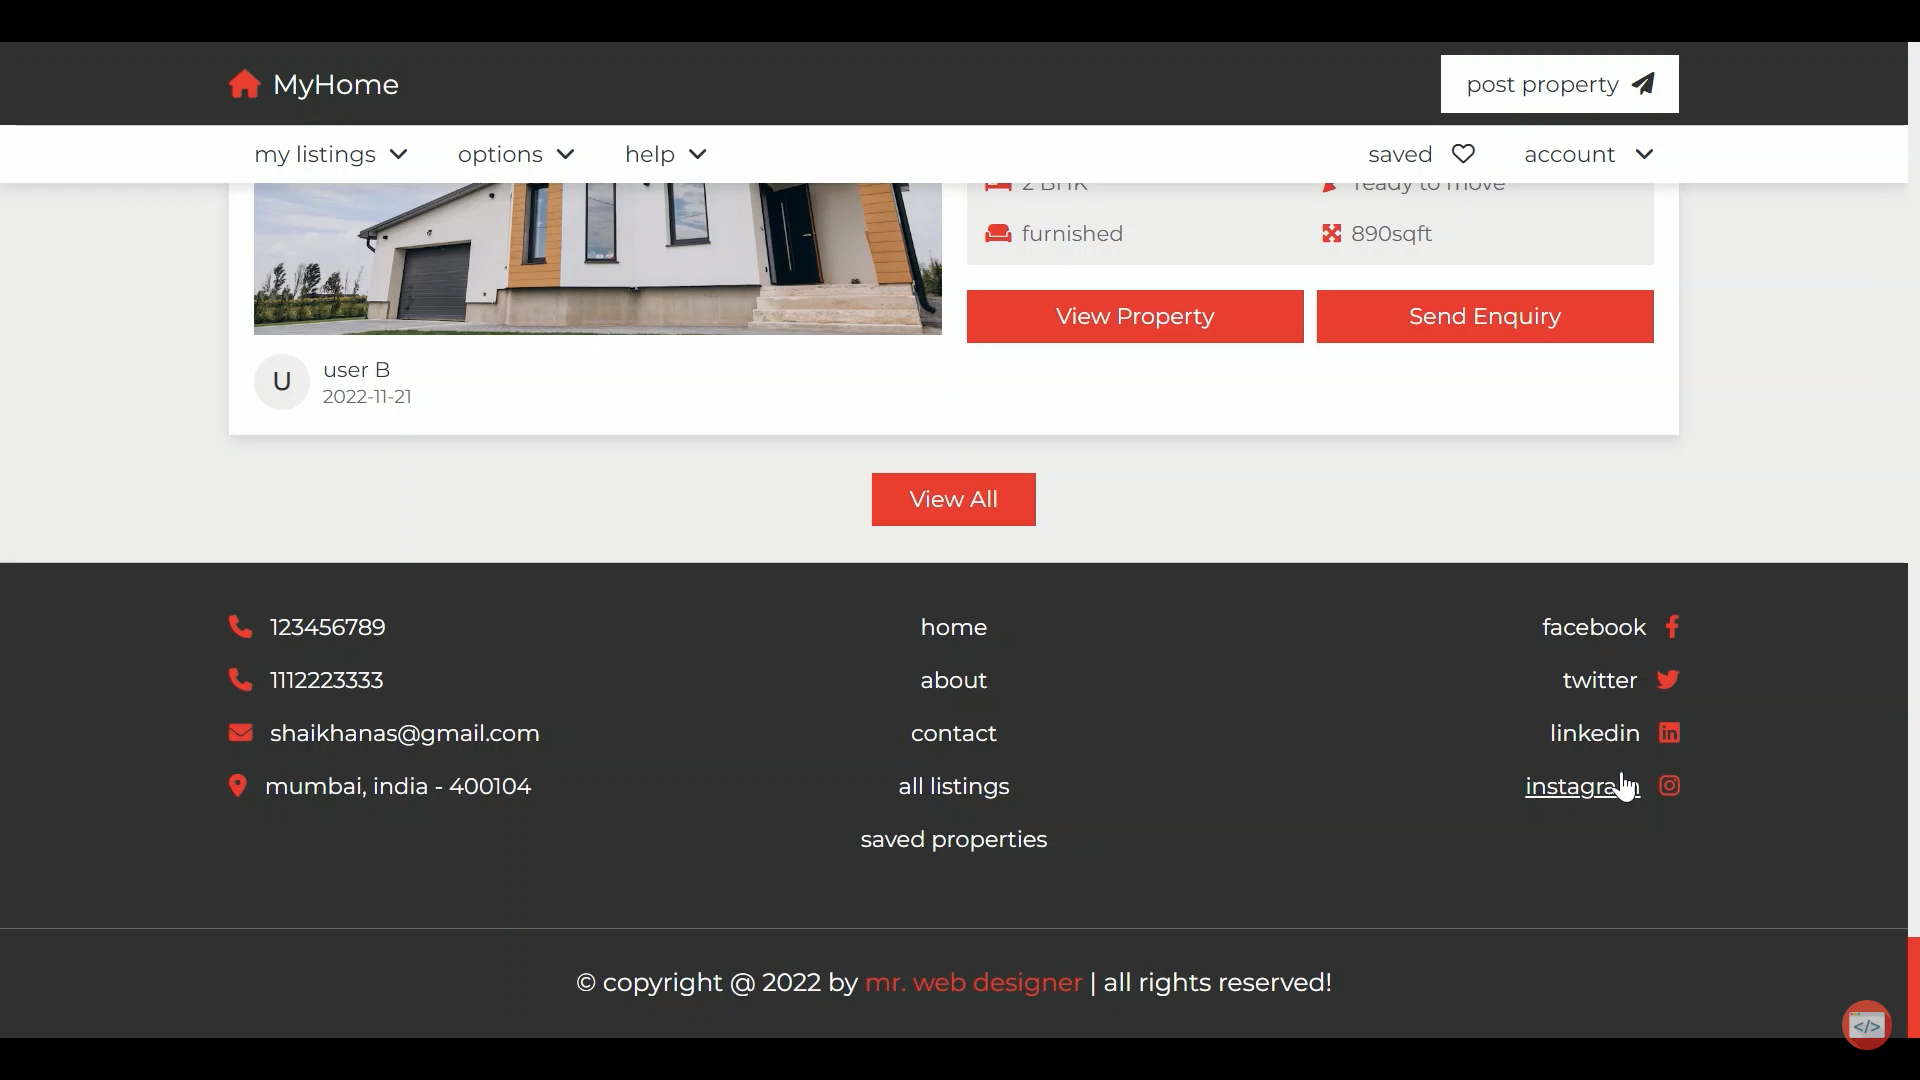 MyHome
post property
my listings
options
help
saved
account
2 BHK
ready to move
furnished
890sqft
View Property
Send Enquiry
U
user B
2022-11-21
View All
123456789
1112223333
shaikhanas@gmail.com
mumbai, india - 400104
home
about
contact
all listings
saved properties
facebook
twitter
linkedin
instagram
© copyright @ 2022 by mr. web designer | all rights reserved!